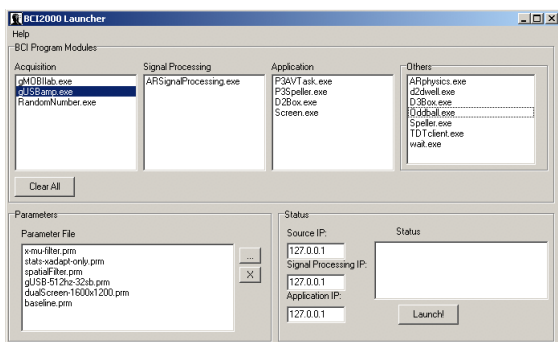 BCI2000 Launcher
Help
BCI Program Modules
Acquisition
gMOBIlab.exe
gUSBamp.exe
RandomNumber.exe
Signal Processing
ARSignalProcessing.exe
Application
P3AVTask.exe
P3Speller.exe
D2Box.exe
Screen.exe
Others
ARphysics.exe
d2dwell.exe
D3Box.exe
Oddball.exe
Speller.exe
TDTclient.exe
wait.exe
Clear All
Parameters
Parameter File
x-mu-filter.prm
stats-xadapt-only.prm
spatialFilter.prm
gUSB-512hz-32sb.prm
dualScreen-1600x1200.prm
baseline.prm
...
X
Status
Source IP:
127.0.0.1
Signal Processing IP:
127.0.0.1
Application IP:
127.0.0.1
Status
Launch!